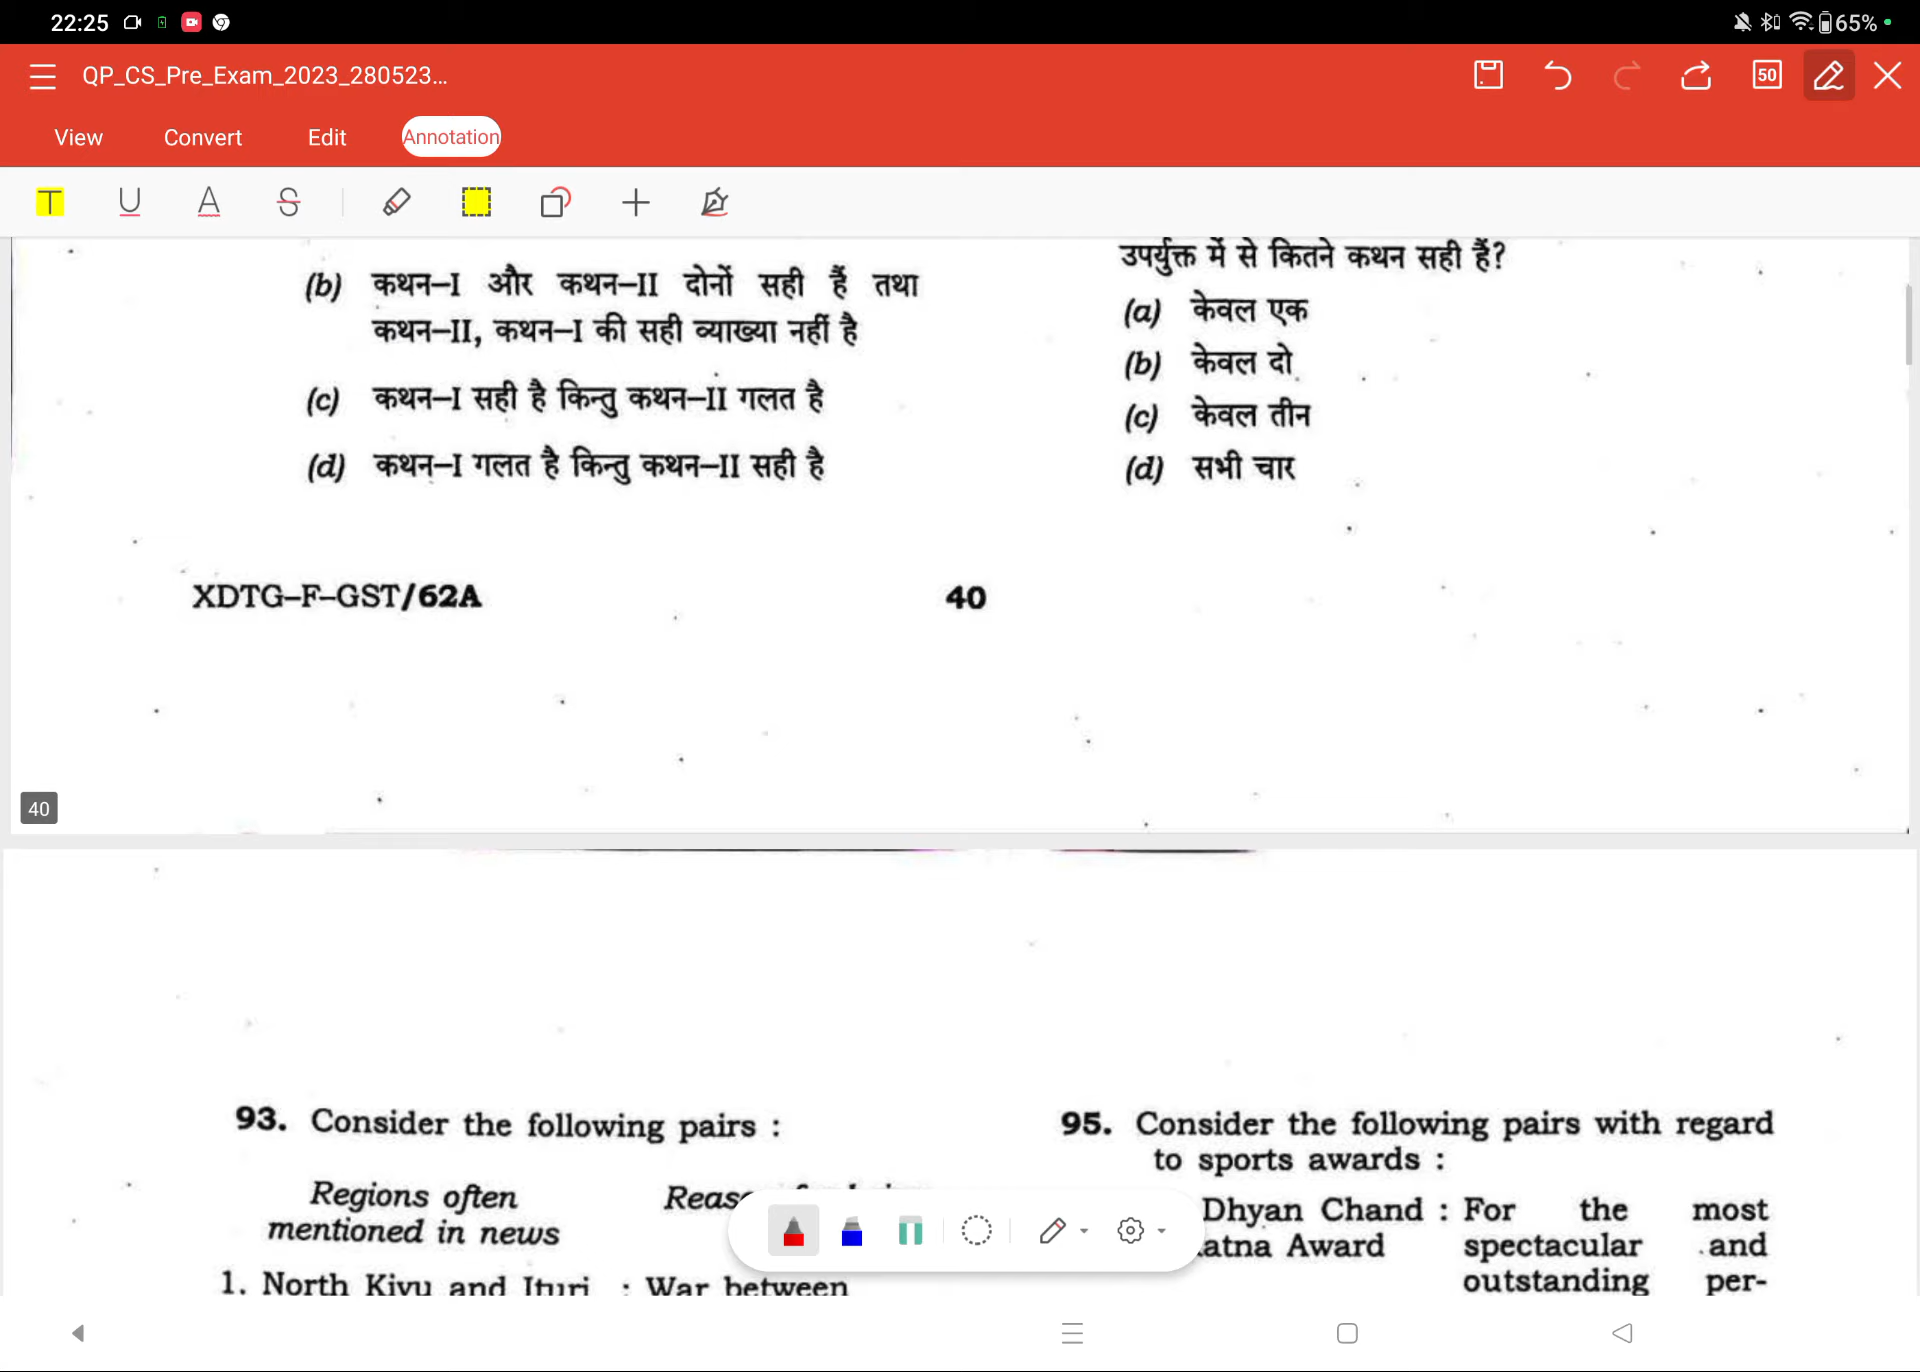 22:25
65%
QP_CS_Pre_Exam_2023_280523...
50
View Convert Edit Annotation
(b) कथन–I और कथन–II दोनों सही हैं तथा
कथन–II, कथन–I की सही व्याख्या नहीं है
(c) कथन–I सही है किन्तु कथन–II गलत है
(d) कथन–I गलत है किन्तु कथन–II सही है
उपर्युक्त में से कितने कथन सही हैं?
(a) केवल एक
(b) केवल दो
(c) केवल तीन
(d) सभी चार
XDTG–F–GST/62A
40
40
93. Consider the following pairs :
Regions often
mentioned in news
1. North Kivu and Ituri : War between
95. Consider the following pairs with regard
to sports awards :
Dhyan Chand : For the most
Award spectacular and
outstanding per-